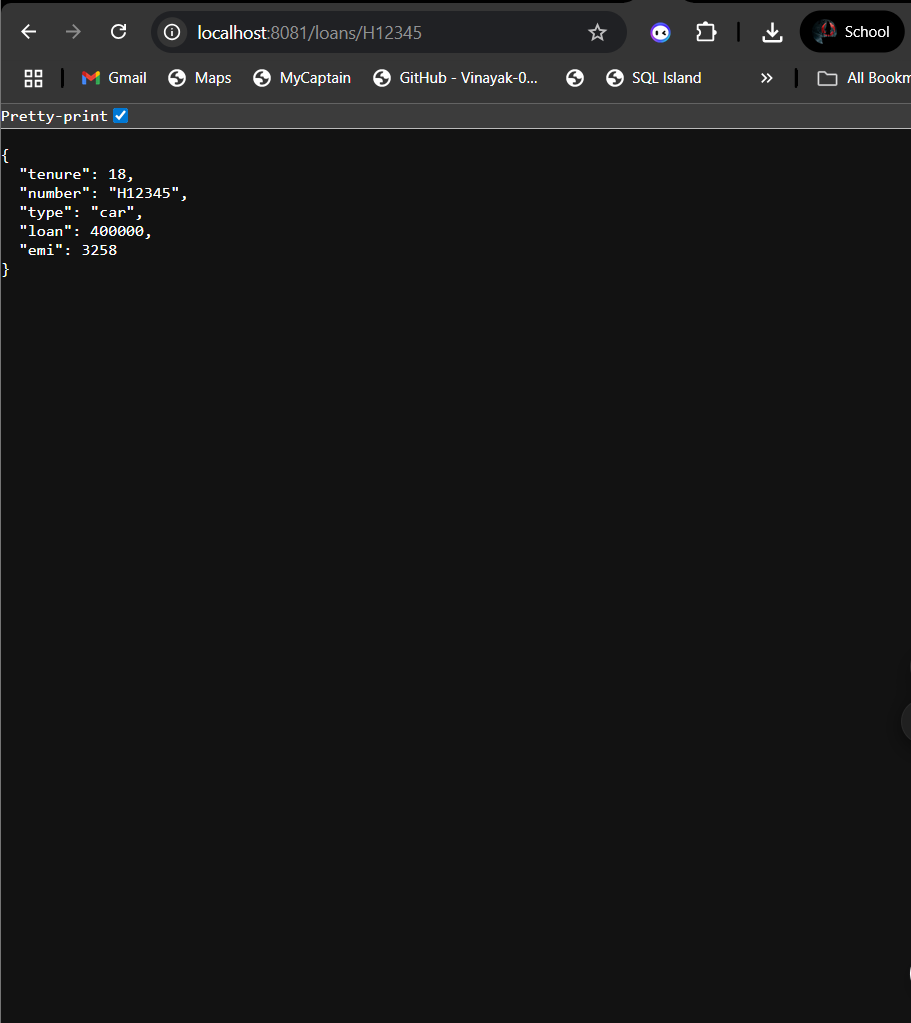 localhost:8081/loans/H12345
School
Gmail
Maps
MyCaptain
GitHub - Vinayak-0...
SQL Island
»
All Bookm
Pretty-print
{
  "tenure": 18,
  "number": "H12345",
  "type": "car",
  "loan": 400000,
  "emi": 3258
}